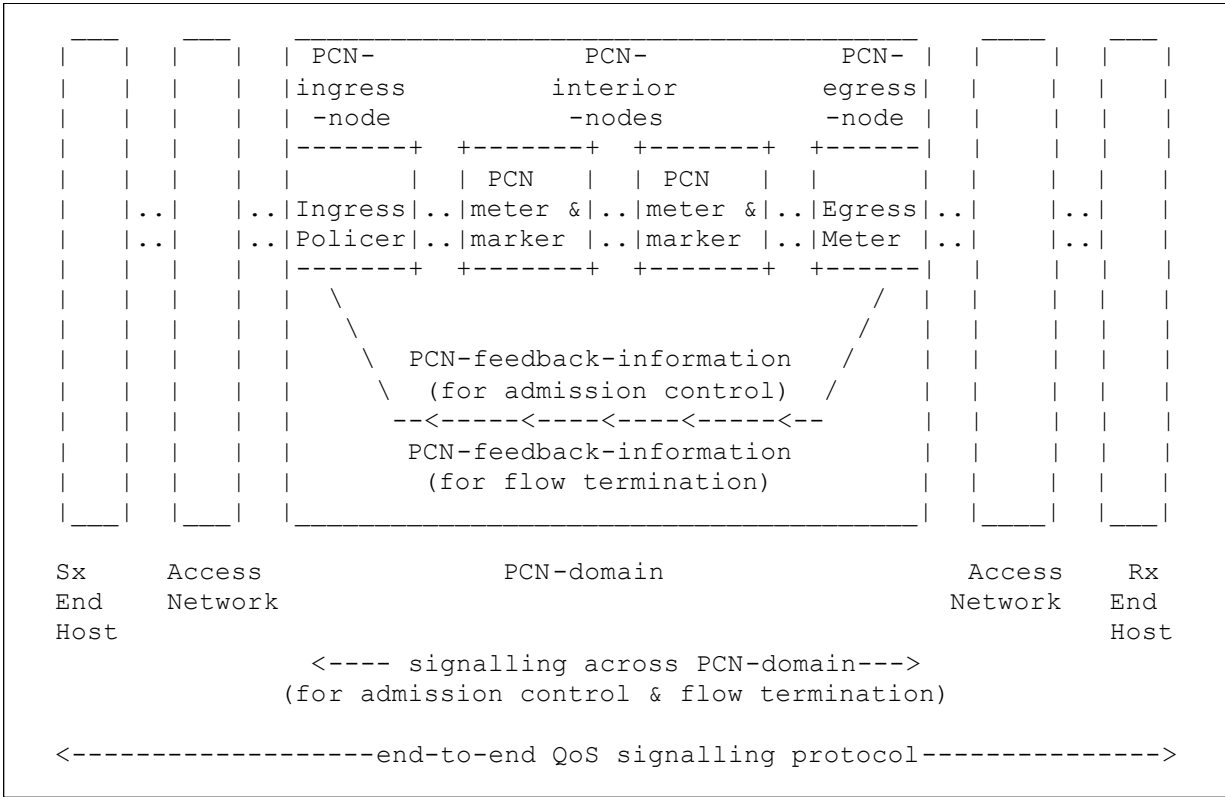 PCN- PCN- PCN-
ingress interior egress
-node -nodes -node
PCN PCN
Ingress meter & meter & Egress
Policer marker marker Meter
PCN-feedback-information
(for admission control)
PCN-feedback-information
(for flow termination)
Sx Access PCN-domain Access Rx
End Network Network End
Host Host
<---- signalling across PCN-domain--->
(for admission control & flow termination)
<-------------------end-to-end QoS signalling protocol--------------->